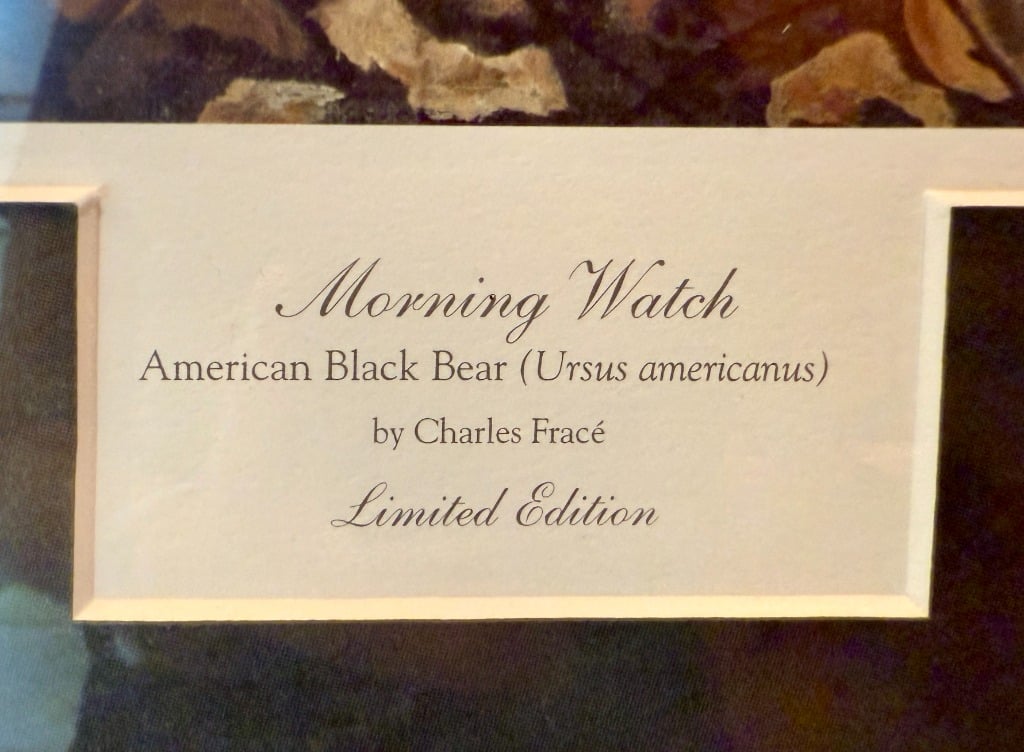 Morning Watch
American Black Bear (Ursus americanus)
by Charles Fracé
Limited Edition